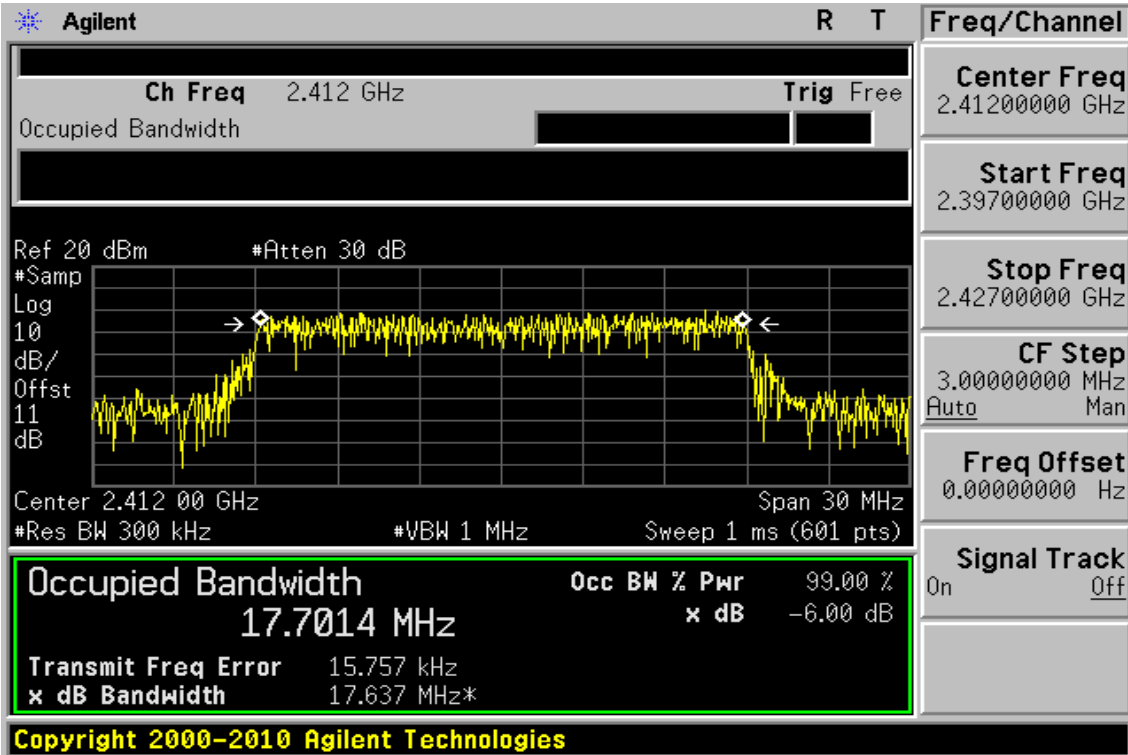 Agilent R T Freq/Channel
Ch Freq 2.412 GHz Trig Free
Occupied Bandwidth
Center Freq
2.41200000 GHz
Start Freq
2.39700000 GHz
Stop Freq
2.42700000 GHz
CF Step
3.00000000 MHz
Auto Man
Freq Offset
0.00000000 Hz
Signal Track
On Off
Ref 20 dBm #Atten 30 dB
#Samp
Log
10
dB/
Offst
11
dB
Center 2.412 00 GHz Span 30 MHz
#Res BW 300 kHz #VBW 1 MHz Sweep 1 ms (601 pts)
Occupied Bandwidth Occ BW % Pwr 99.00 %
17.7014 MHz x dB -6.00 dB
Transmit Freq Error 15.757 kHz
x dB Bandwidth 17.637 MHz*
Copyright 2000-2010 Agilent Technologies